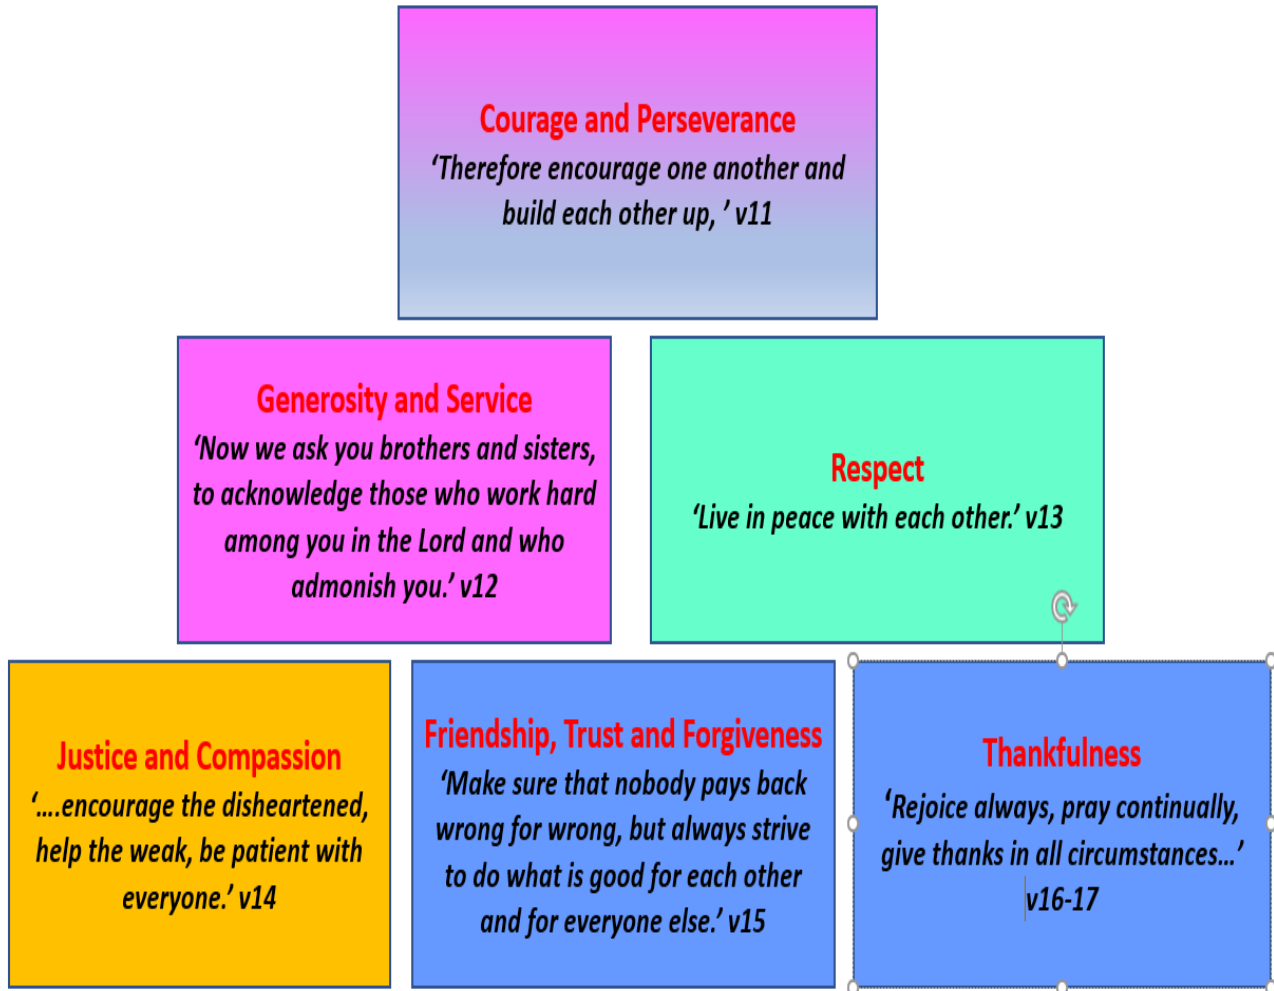 Courage and Perseverance
‘Therefore encourage one another and
build each other up, ’ v11
Generosity and Service
‘Now we ask you brothers and sisters,
to acknowledge those who work hard
among you in the Lord and who
admonish you.’ v12
Respect
‘Live in peace with each other.’ v13
Justice and Compassion
‘....encourage the disheartened,
help the weak, be patient with
everyone.’ v14
Friendship, Trust and Forgiveness
‘Make sure that nobody pays back
wrong for wrong, but always strive
to do what is good for each other
and for everyone else.’ v15
Thankfulness
‘Rejoice always, pray continually,
give thanks in all circumstances…’
v16-17